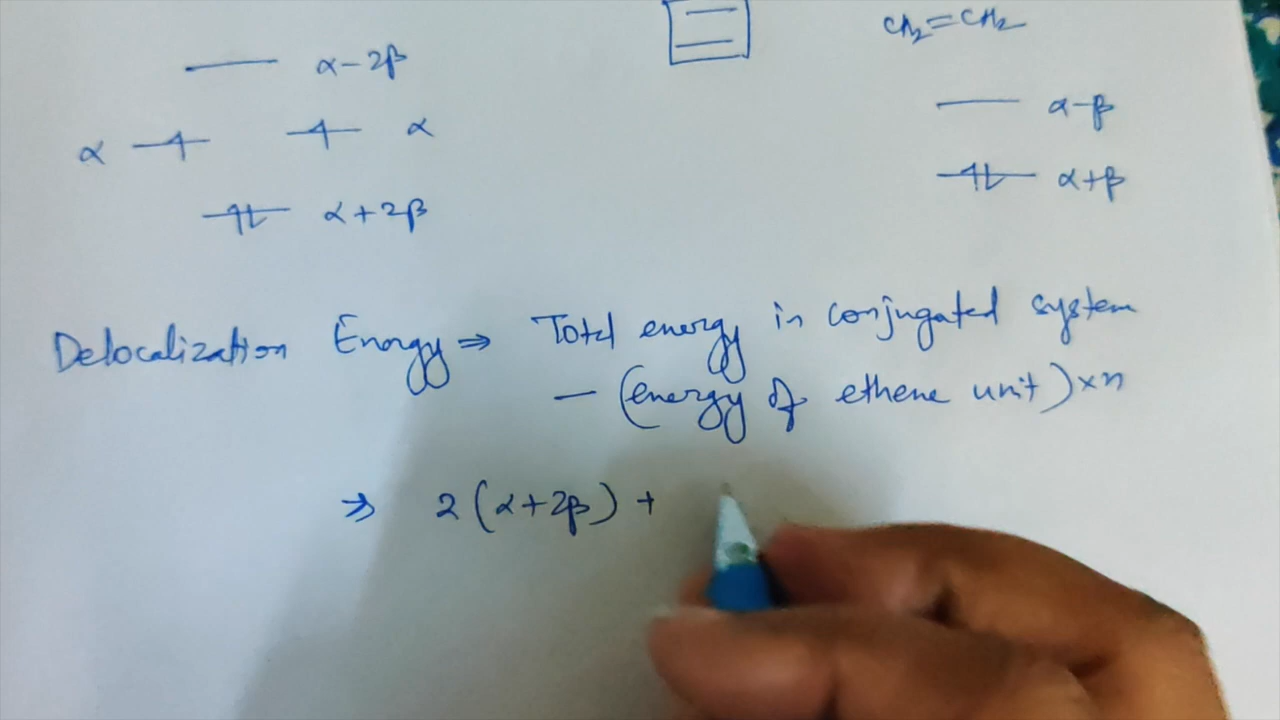 CH₂=CH₂
α-2β
α-β
α α
α+β
α+2β
Delocalization Energy ⇒ Total energy in conjugated system
- (energy of ethene unit)×n
⇒ 2(α+2β) +